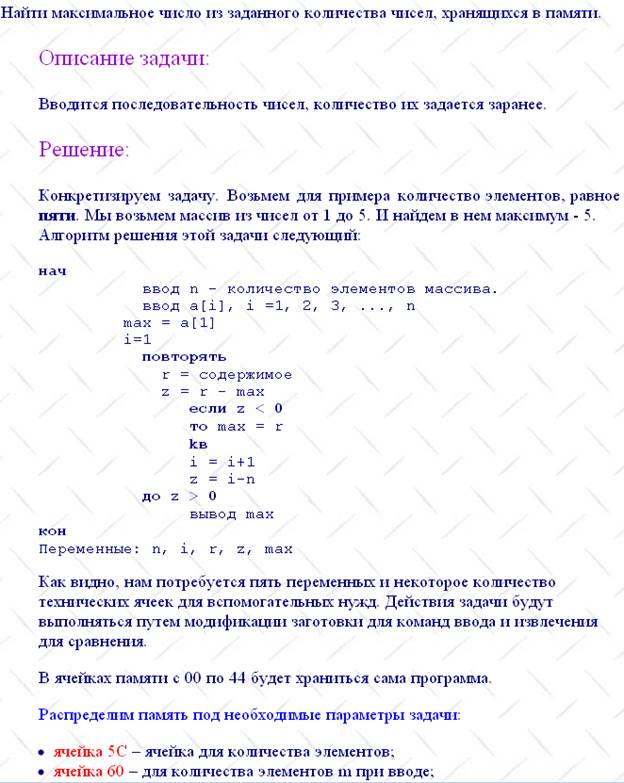 Найти максимальное число из заданного количества чисел, хранящихся в памяти.
Описание задачи:
Вводится последовательность чисел, количество их задается заранее.
Решение:
Конкретизируем задачу. Возьмем для примера количество элементов, равное
пяти. Мы возьмем массив из чисел от 1 до 5. И найдем в нем максимум - 5.
Алгоритм решения этой задачи следующий:
нач
ввод n - количество элементов массива.
ввод a[i], i =1, 2, 3, ..., n
max = a[1]
i=1
повторять
r = содержимое
z = r - max
если z < 0
то max = r
kв
i = i+1
z = i-n
до z > 0
вывод max
кон
Переменные: n, i, r, z, max
Как видно, нам потребуется пять переменных и некоторое количество
технических ячеек для вспомогательных нужд. Действия задачи будут
выполняться путем модификации заготовки для команд ввода и извлечения
для сравнения.
В ячейках памяти с 00 по 44 будет храниться сама программа.
Распределим память под необходимые параметры задачи:
• ячейка 5C – ячейка для количества элементов;
• ячейка 60 – для количества элементов m при вводе;